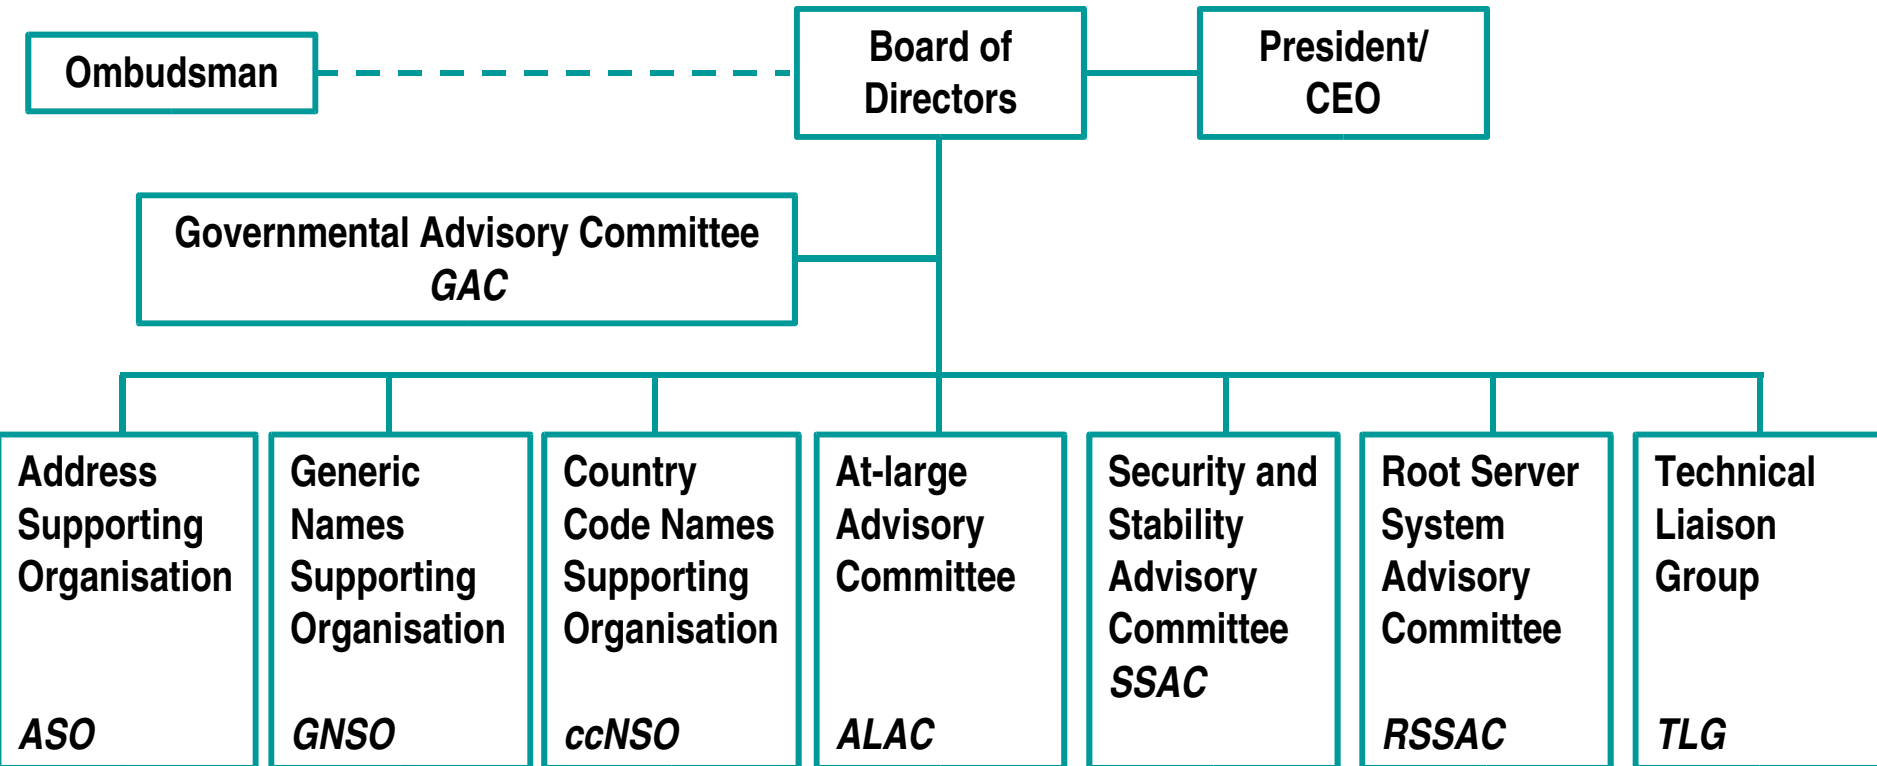 Ombudsman
Board of
Directors
President/
CEO
Governmental Advisory Committee
GAC
Address
Supporting
Organisation
ASO
Generic
Names
Supporting
Organisation
GNSO
Country
Code Names
Supporting
Organisation
ccNSO
At-large
Advisory
Committee
ALAC
Security and
Stability
Advisory
Committee
SSAC
Root Server
System
Advisory
Committee
RSSAC
Technical
Liaison
Group
TLG